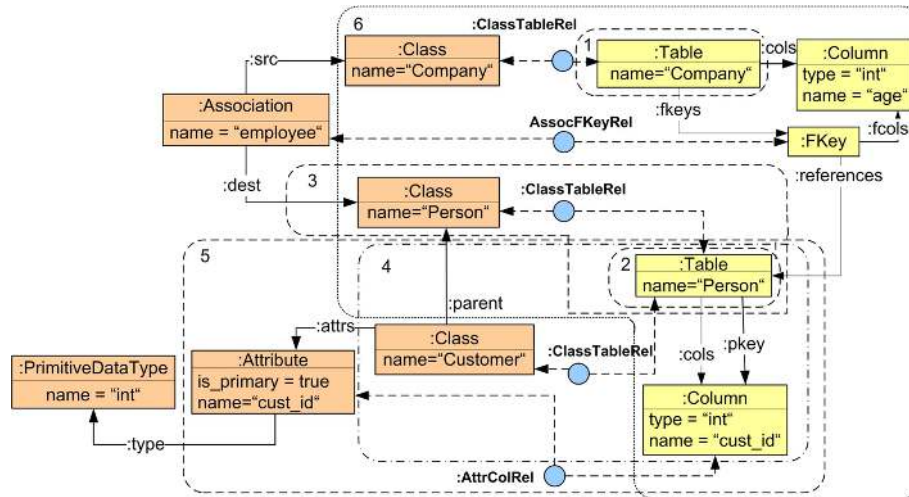 6
:ClassTableRel
:Class
name="Company"
1
:Table
name="Company"
:cols
:Column
type = "int"
name = "age"
:src
:Association
name = "employee"
AssocFKeyRel
:fkeys
:FKey
:fcols
:dest
3
:Class
name="Person"
:ClassTableRel
:references
5
4
2
:Table
name="Person"
:parent
:attrs
:Class
name="Customer"
:ClassTableRel
:cols
:pkey
:PrimitiveDataType
name = "int"
:Attribute
is_primary = true
name="cust_id"
:Column
type = "int"
name = "cust_id"
:type
:AttrColRel